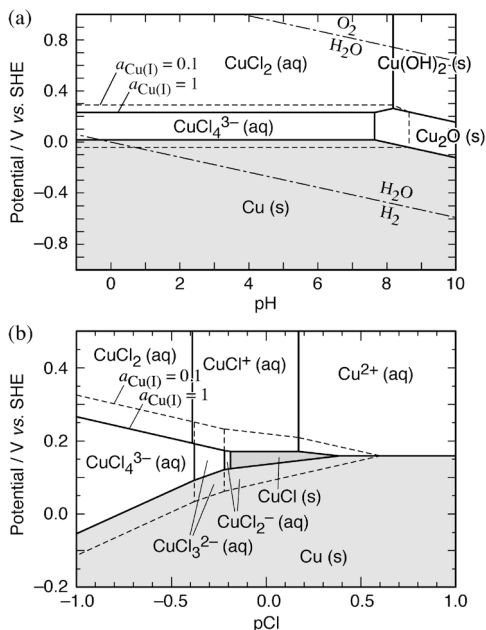 (a)
0.8
0.4
0.0
−0.4
−0.8
Potential / V vs. SHE
O2
H2O
CuCl2 (aq)
Cu(OH)2 (s)
aCu(I) = 0.1
aCu(I) = 1
CuCl4^3− (aq)
Cu2O (s)
H2O
H2
Cu (s)
0 2 4 6 8 10
pH
(b)
0.4
0.2
0.0
−0.2
Potential / V vs. SHE
CuCl2 (aq)
CuCl+ (aq)
Cu2+ (aq)
aCu(I) = 0.1
aCu(I) = 1
CuCl4^3− (aq)
CuCl (s)
CuCl2^− (aq)
CuCl3^2− (aq)
Cu (s)
−1.0 −0.5 0.0 0.5 1.0
pCl